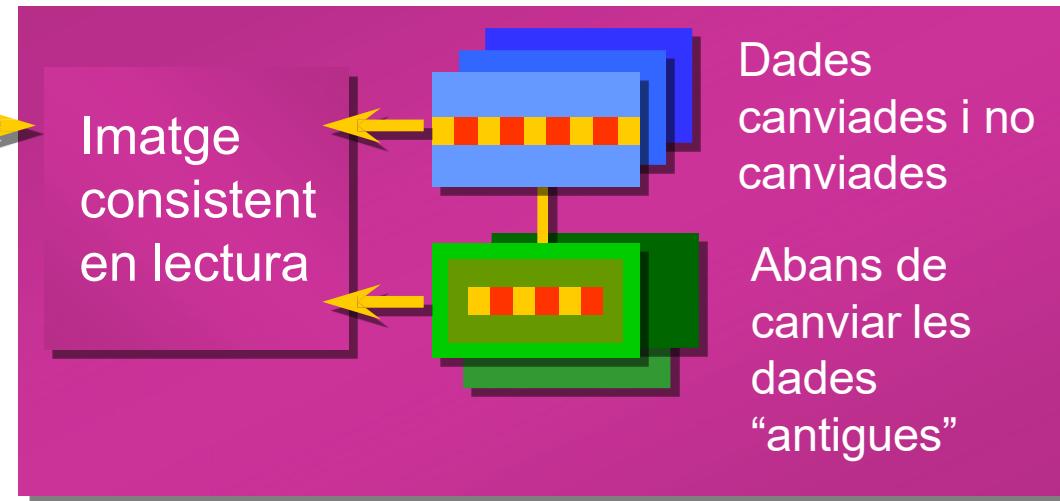 Imatge
consistent
en lectura
Dades
canviades i no
canviades
Abans de
canviar les
dades
“antigues”